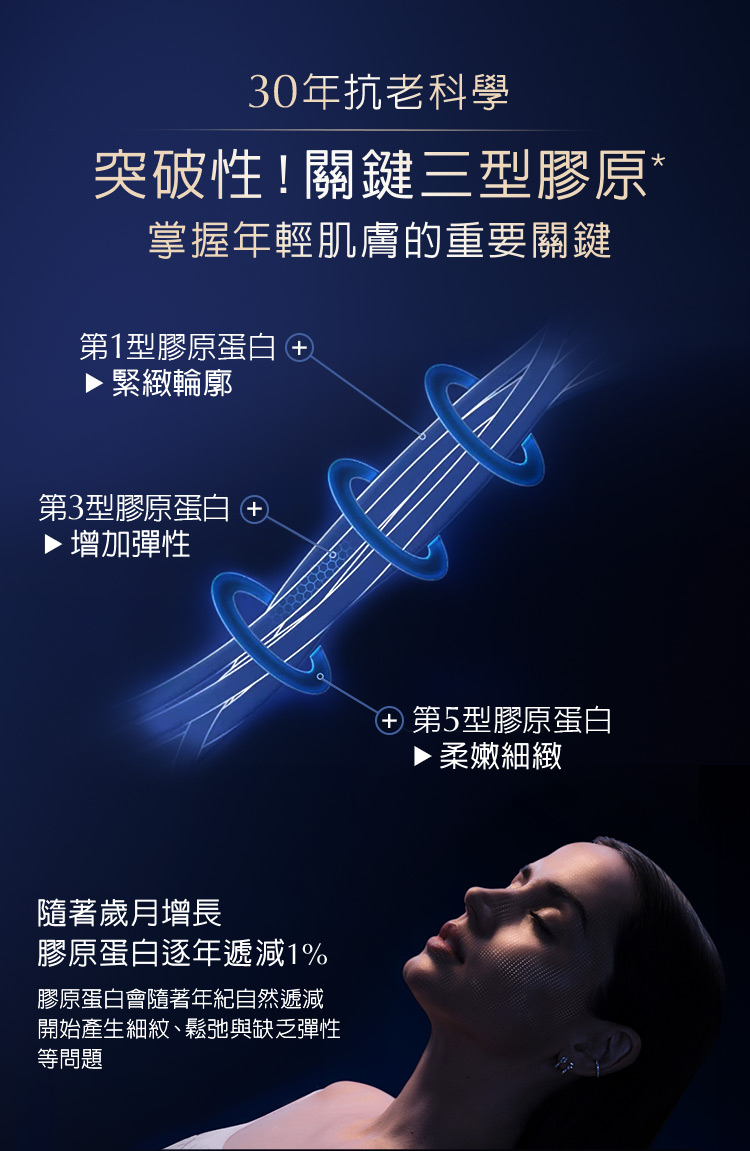 30年抗老科學
突破性！關鍵三型膠原*
掌握年輕肌膚的重要關鍵
第1型膠原蛋白 +
▶ 緊緻輪廓
第3型膠原蛋白 +
▶ 增加彈性
+ 第5型膠原蛋白
▶ 柔嫩細緻
隨著歲月增長
膠原蛋白逐年遞減1%
膠原蛋白會隨著年紀自然遞減
開始產生細紋、鬆弛與缺乏彈性
等問題